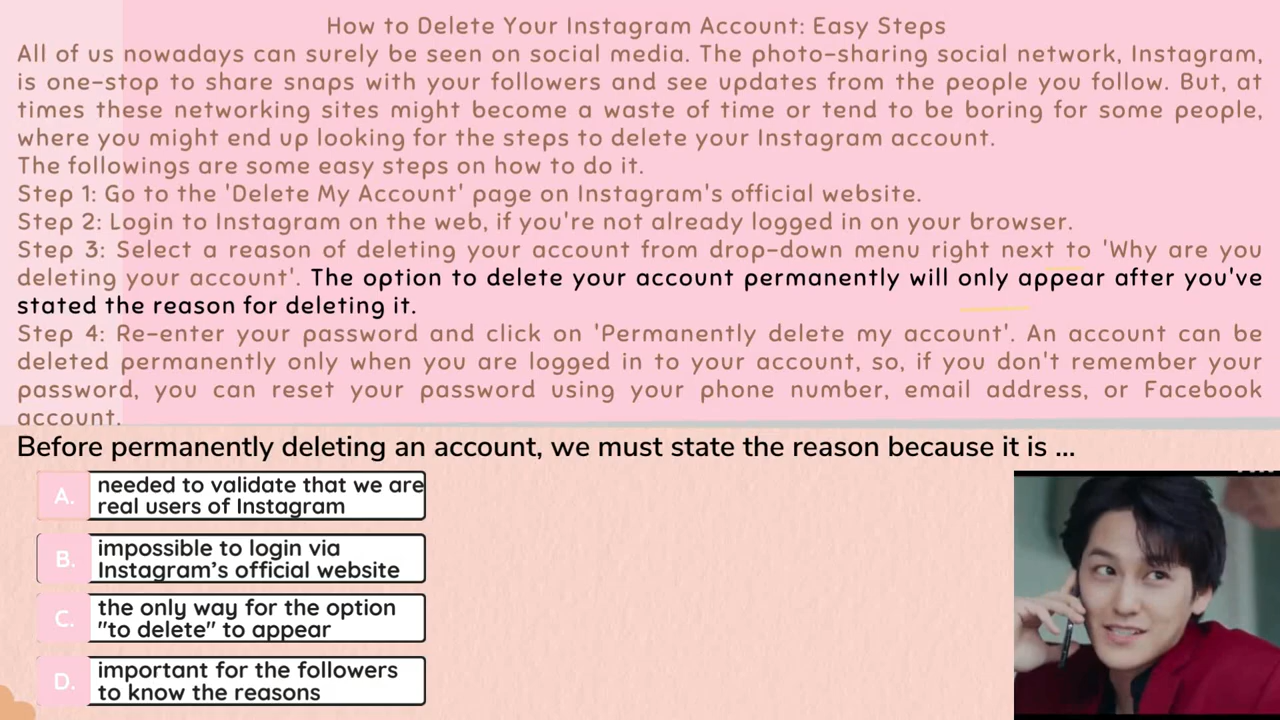 How to Delete Your Instagram Account: Easy Steps
All of us nowadays can surely be seen on social media. The photo-sharing social network, Instagram,
is one-stop to share snaps with your followers and see updates from the people you follow. But, at
times these networking sites might become a waste of time or tend to be boring for some people,
where you might end up looking for the steps to delete your Instagram account.
The followings are some easy steps on how to do it.
Step 1: Go to the 'Delete My Account' page on Instagram's official website.
Step 2: Login to Instagram on the web, if you're not already logged in on your browser.
Step 3: Select a reason of deleting your account from drop-down menu right next to 'Why are you
deleting your account'. The option to delete your account permanently will only appear after you've
stated the reason for deleting it.
Step 4: Re-enter your password and click on 'Permanently delete my account'. An account can be
deleted permanently only when you are logged in to your account, so, if you don't remember your
password, you can reset your password using your phone number, email address, or Facebook
account.
Before permanently deleting an account, we must state the reason because it is ...
A. needed to validate that we are
real users of Instagram
B. impossible to login via
Instagram's official website
C. the only way for the option
"to delete" to appear
D. important for the followers
to know the reasons